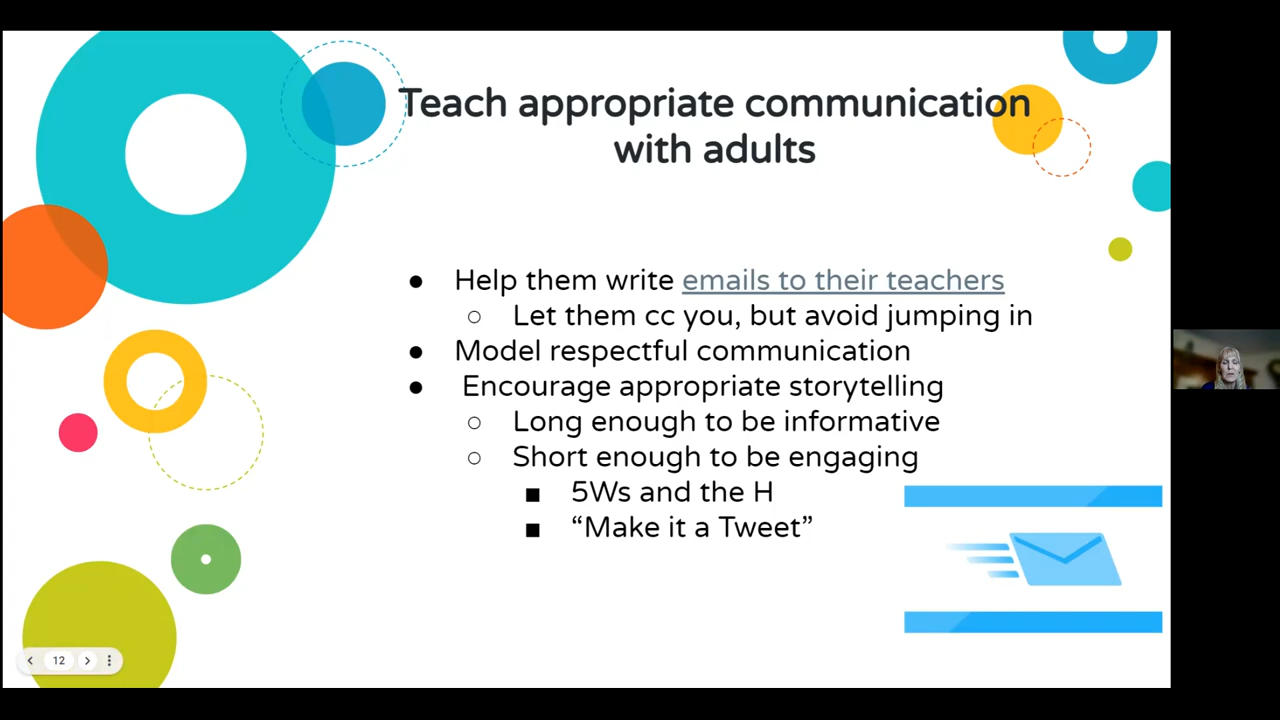 Teach appropriate communication
with adults
● Help them write emails to their teachers
○ Let them cc you, but avoid jumping in
● Model respectful communication
● Encourage appropriate storytelling
○ Long enough to be informative
○ Short enough to be engaging
■ 5Ws and the H
■ “Make it a Tweet”
12